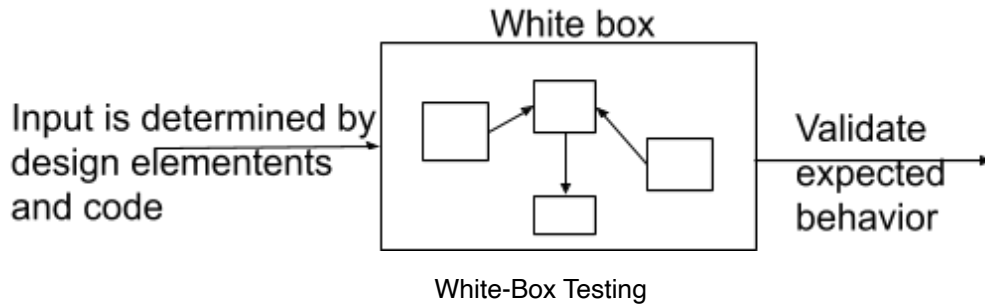 White box
Input is determined by
design elementents
and code
Validate
expected
behavior
White-Box Testing